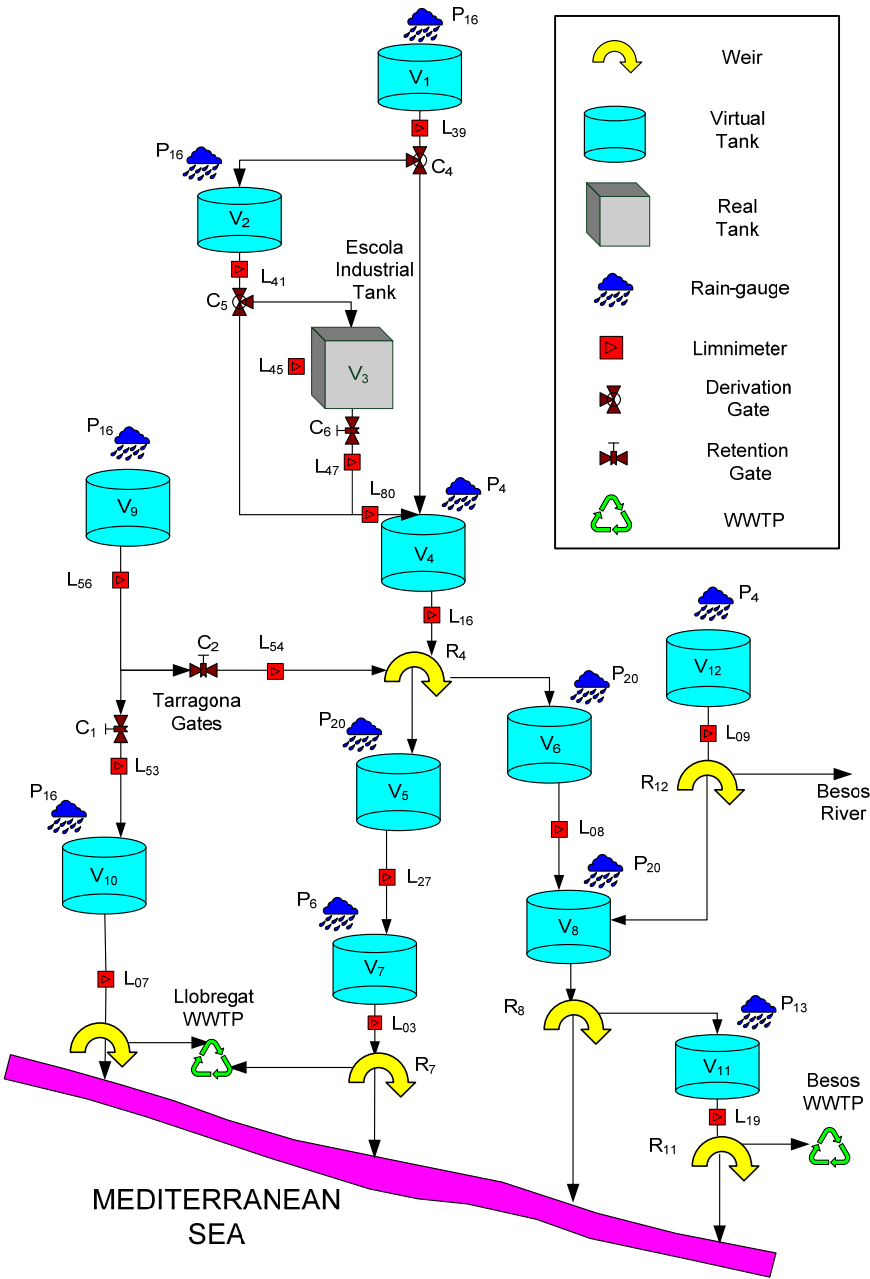 P16
V1
L39
C4
P16
V2
L41
C5
Escola
Industrial
Tank
L45
V3
C6
L47
L80
P4
V4
L16
P16
V9
L56
C2
L54
Tarragona
Gates
C1
L53
R4
P20
V6
P4
V12
L09
R12
Besos
River
P20
V5
L27
L08
P20
V8
P16
V10
L07
P6
V7
L03
Llobregat
WWTP
R7
R8
P13
V11
L19
R11
Besos
WWTP
MEDITERRANEAN
SEA
Weir
Virtual
Tank
Real
Tank
Rain-gauge
Limnimeter
Derivation
Gate
Retention
Gate
WWTP